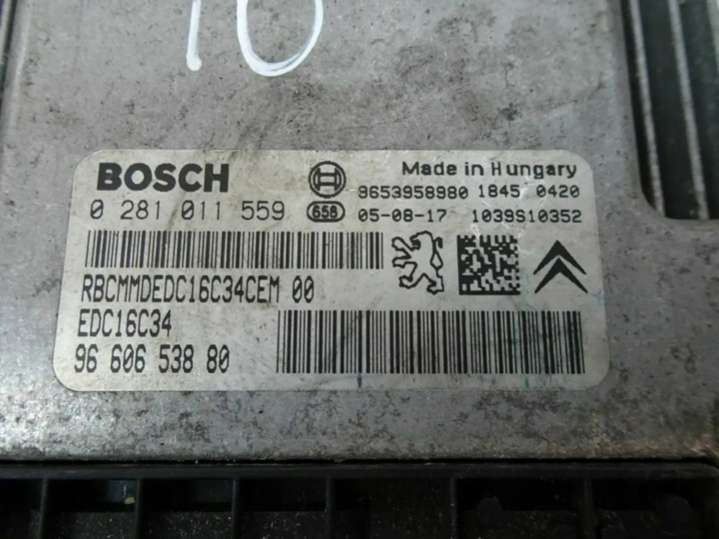 10
BOSCH
Made in Hungary
9653958980 1845 0420
0 281 011 559
658
05-08-17 1039S10352
RBCMMDEDC16C34CEM 00
EDC16C34
96 606 538 80